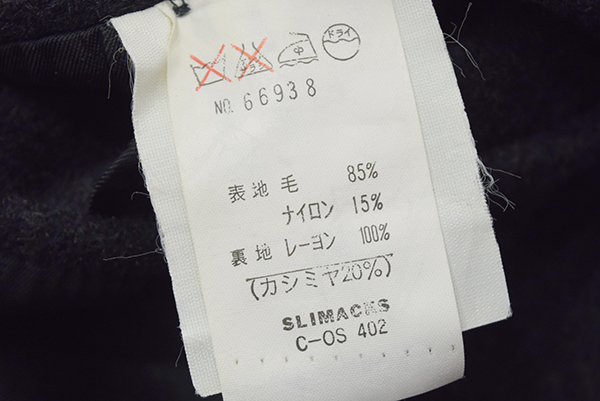 中 ドライ
NO. 66938
表地 毛 85%
ナイロン 15%
裏地 レーヨン 100%
(カシミヤ20%)
SLIMACKS
C-OS 402